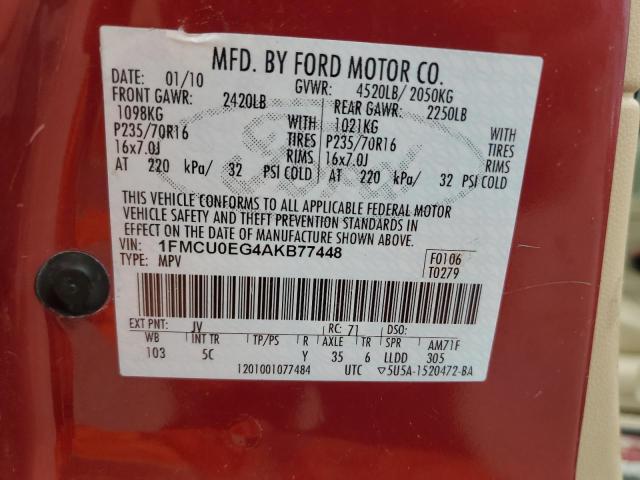 MFD. BY FORD MOTOR CO.
DATE: 01/10 GVWR: 4520LB/ 2050KG
FRONT GAWR: 2420LB REAR GAWR: 2250LB
1098KG WITH 1021KG WITH
P235/70R16 TIRES P235/70R16 TIRES
16x7.0J RIMS 16x7.0J RIMS
AT 220 kPa/ 32 PSI COLD AT 220 kPa/ 32 PSI COLD
THIS VEHICLE CONFORMS TO ALL APPLICABLE FEDERAL MOTOR
VEHICLE SAFETY AND THEFT PREVENTION STANDARDS IN
EFFECT ON THE DATE OF MANUFACTURE SHOWN ABOVE.
VIN: 1FMCU0EG4AKB77448 F0106
TYPE: MPV T0279
EXT PNT: JV RC: 71 DSO:
WB INT TR TP/PS R AXLE TR SPR AM71F
103 5C Y 35 6 LLDD 305
1201001077484 UTC ▽5U5A-1520472-BA